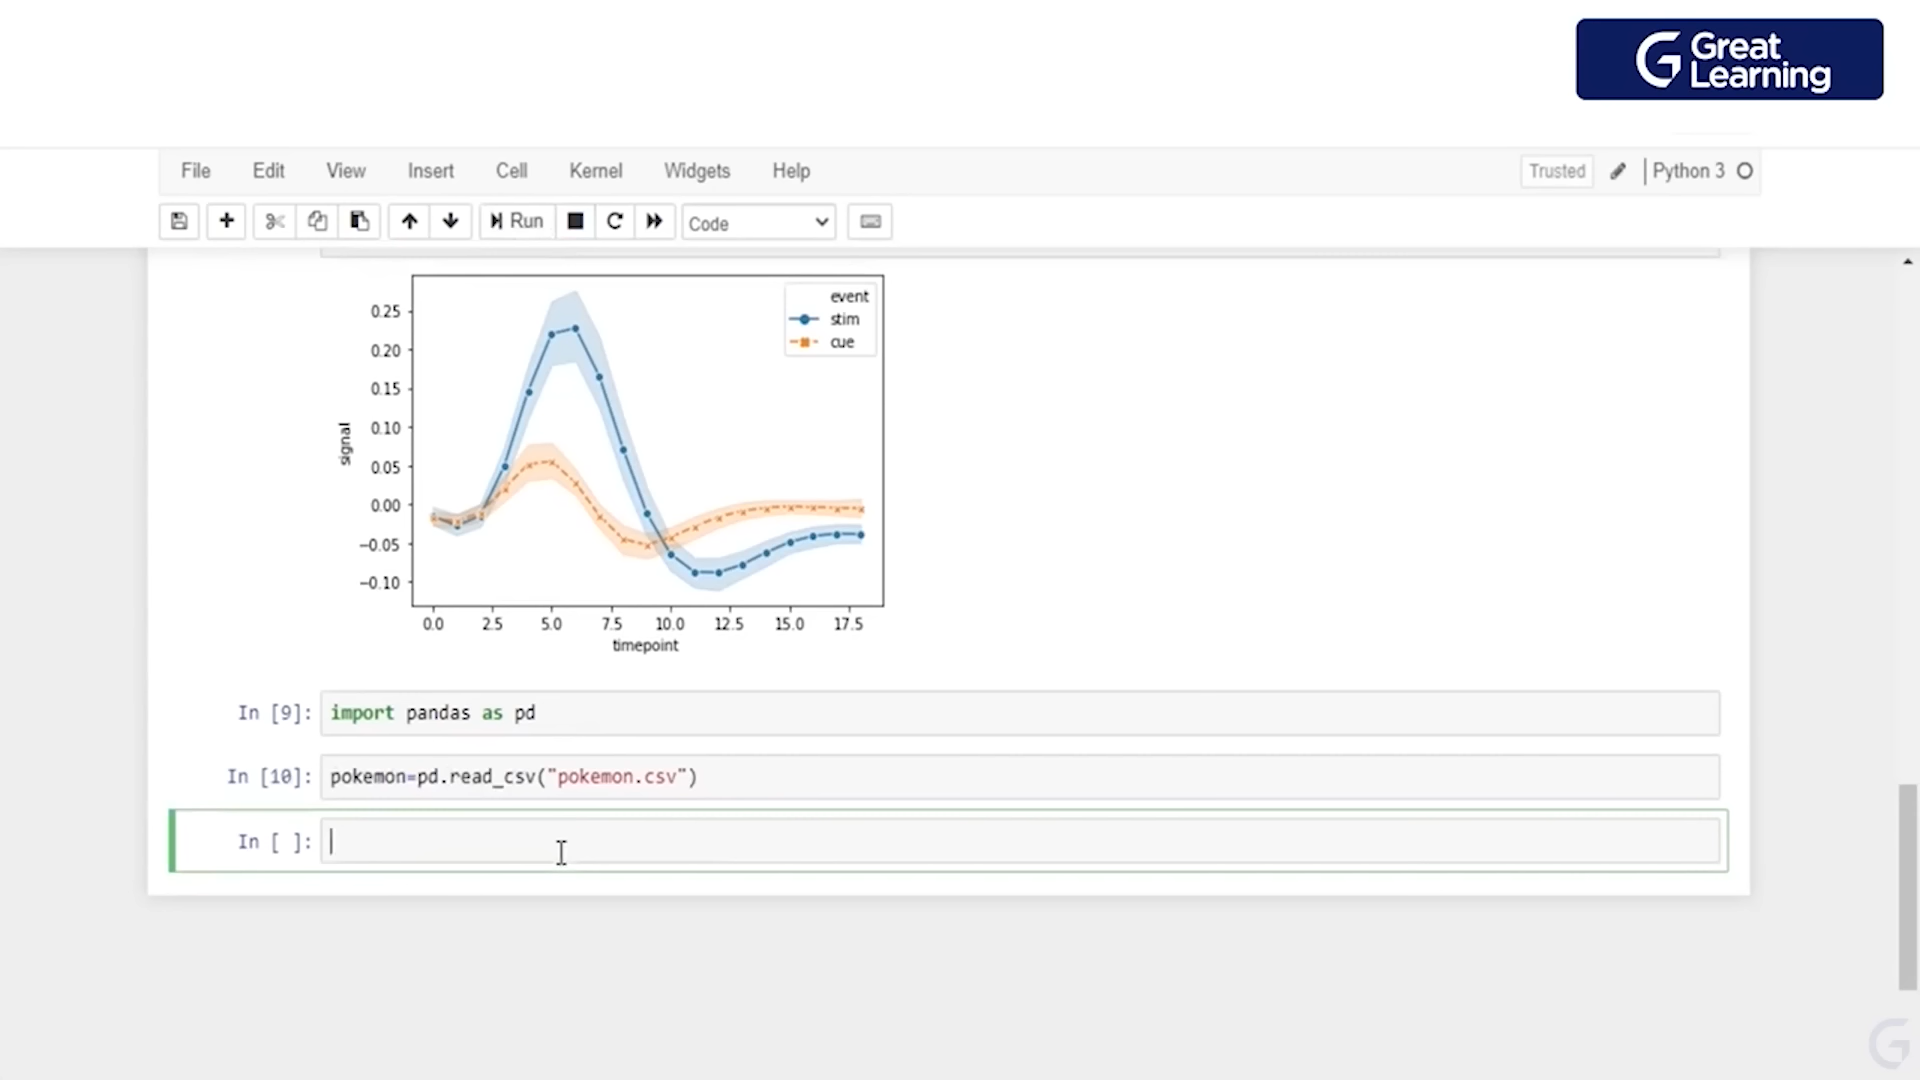 Great
Learning
File Edit View Insert Cell Kernel Widgets Help Trusted Python 3
Run Code
event
stim
cue
0.25
0.20
0.15
0.10
0.05
0.00
−0.05
−0.10
signal
0.0 2.5 5.0 7.5 10.0 12.5 15.0 17.5
timepoint
In [9]: import pandas as pd
In [10]: pokemon=pd.read_csv("pokemon.csv")
In [ ]: